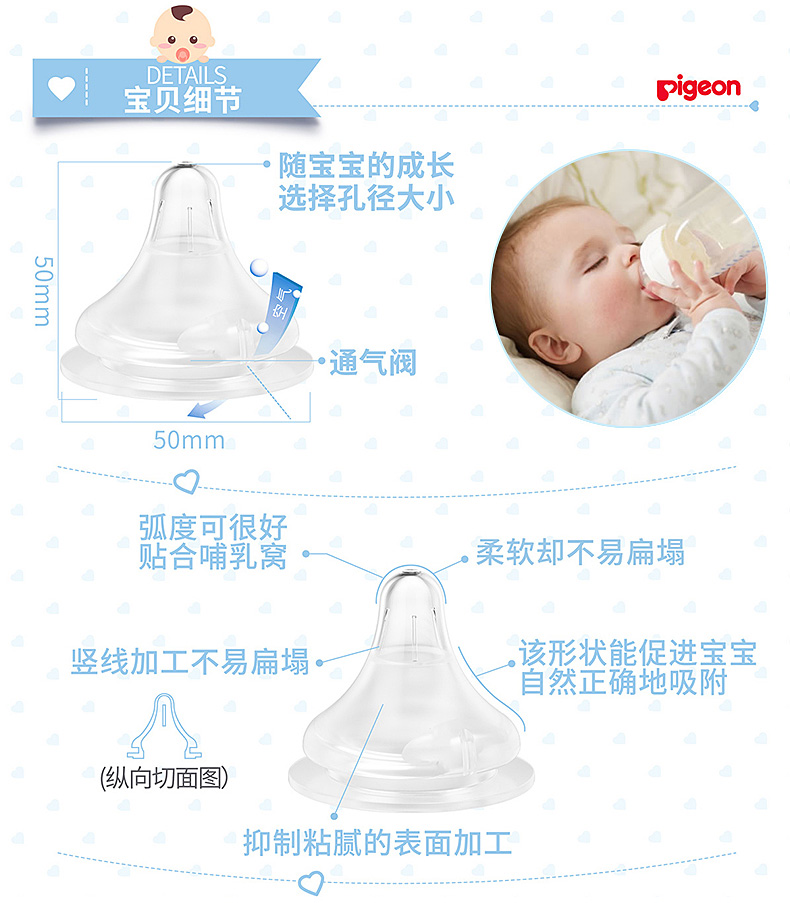 DETAILS
宝贝细节
pigeon
随宝宝的成长
选择孔径大小
50mm
空气
通气阀
50mm
弧度可很好
贴合哺乳窝
柔软却不易扁塌
竖线加工不易扁塌
该形状能促进宝宝
自然正确地吸附
(纵向切面图)
抑制粘腻的表面加工